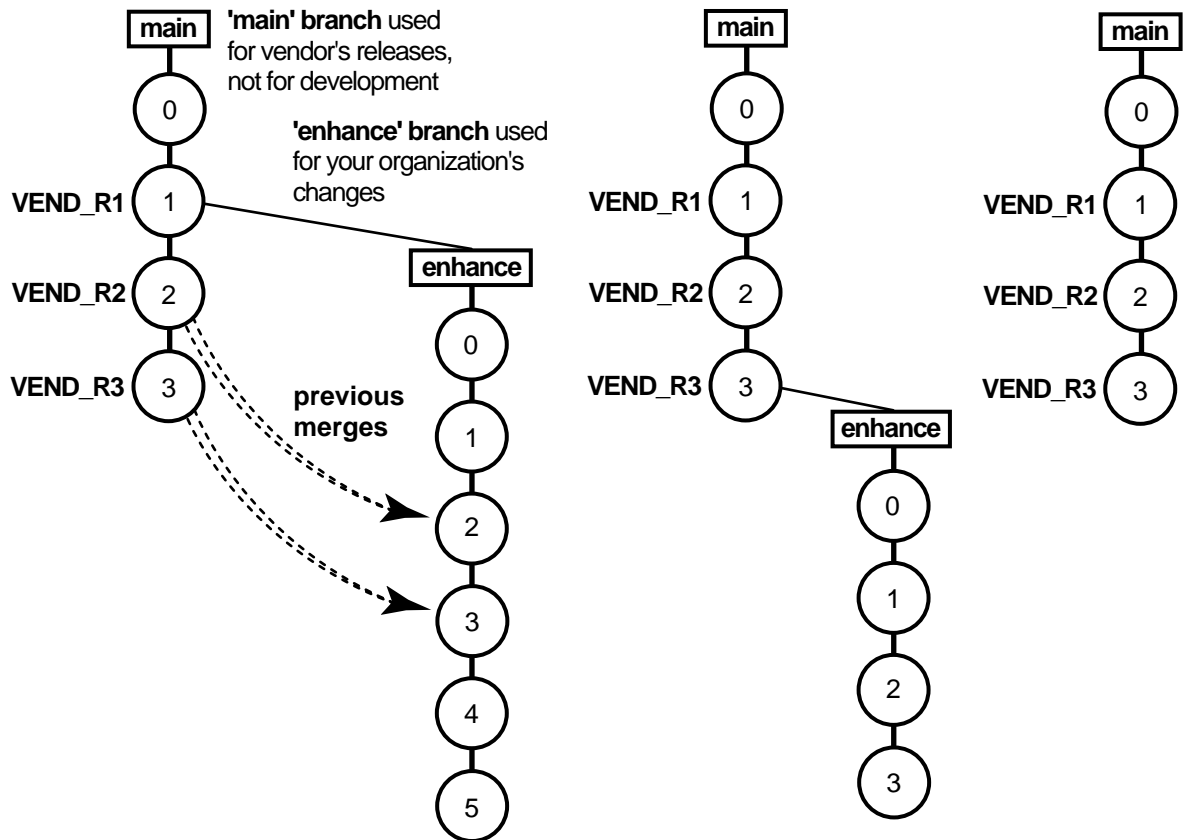 main
'main' branch used
for vendor's releases,
not for development
0
'enhance' branch used
for your organization's
changes
VEND_R1
1
enhance
VEND_R2
2
0
VEND_R3
3
previous
merges
1
2
3
4
5
main
0
VEND_R1
1
VEND_R2
2
VEND_R3
3
enhance
0
1
2
3
main
0
VEND_R1
1
VEND_R2
2
VEND_R3
3